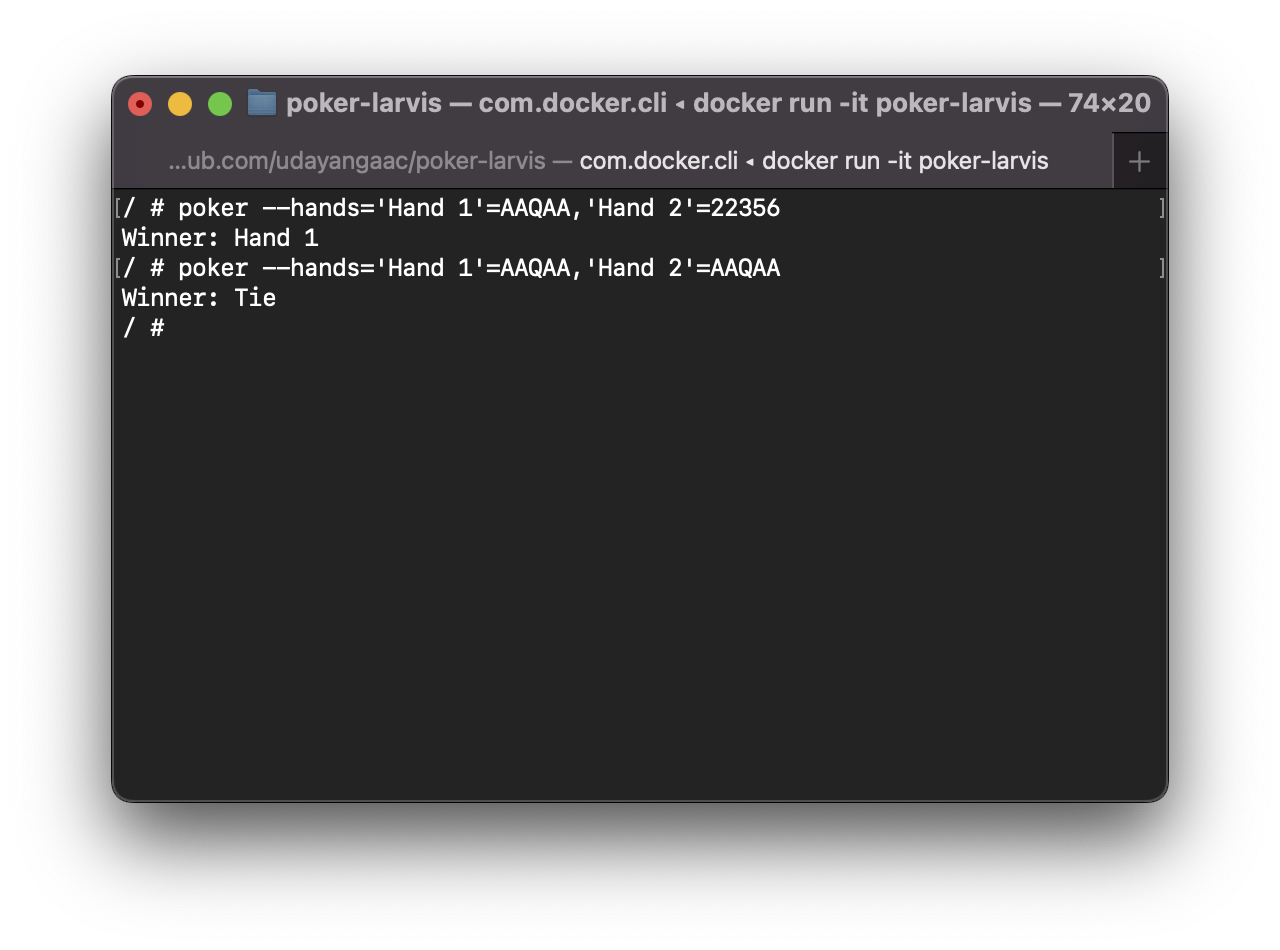 poker-larvis — com.docker.cli ◂ docker run -it poker-larvis — 74×20
...ub.com/udayangaac/poker-larvis — com.docker.cli ◂ docker run -it poker-larvis +
[/ # poker --hands='Hand 1'=AAQAA,'Hand 2'=22356 ]
Winner: Hand 1
[/ # poker --hands='Hand 1'=AAQAA,'Hand 2'=AAQAA ]
Winner: Tie
/ #